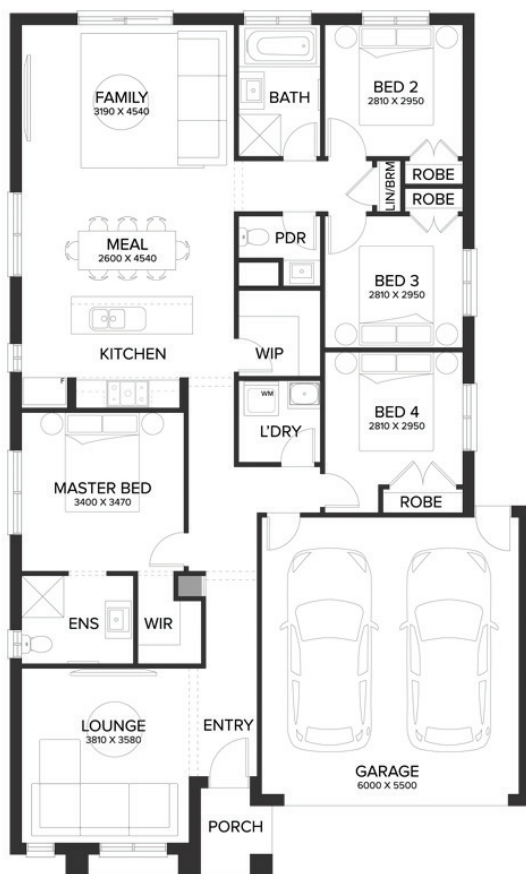 FAMILY
3190 X 4540
BATH
BED 2
2810 X 2950
ROBE
LIN/BRM
ROBE
PDR
MEAL
2600 X 4540
BED 3
2810 X 2950
KITCHEN
WIP
F
WM
L'DRY
BED 4
2810 X 2950
ROBE
MASTER BED
3400 X 3470
ENS
WIR
LOUNGE
3810 X 3580
ENTRY
GARAGE
6000 X 5500
PORCH